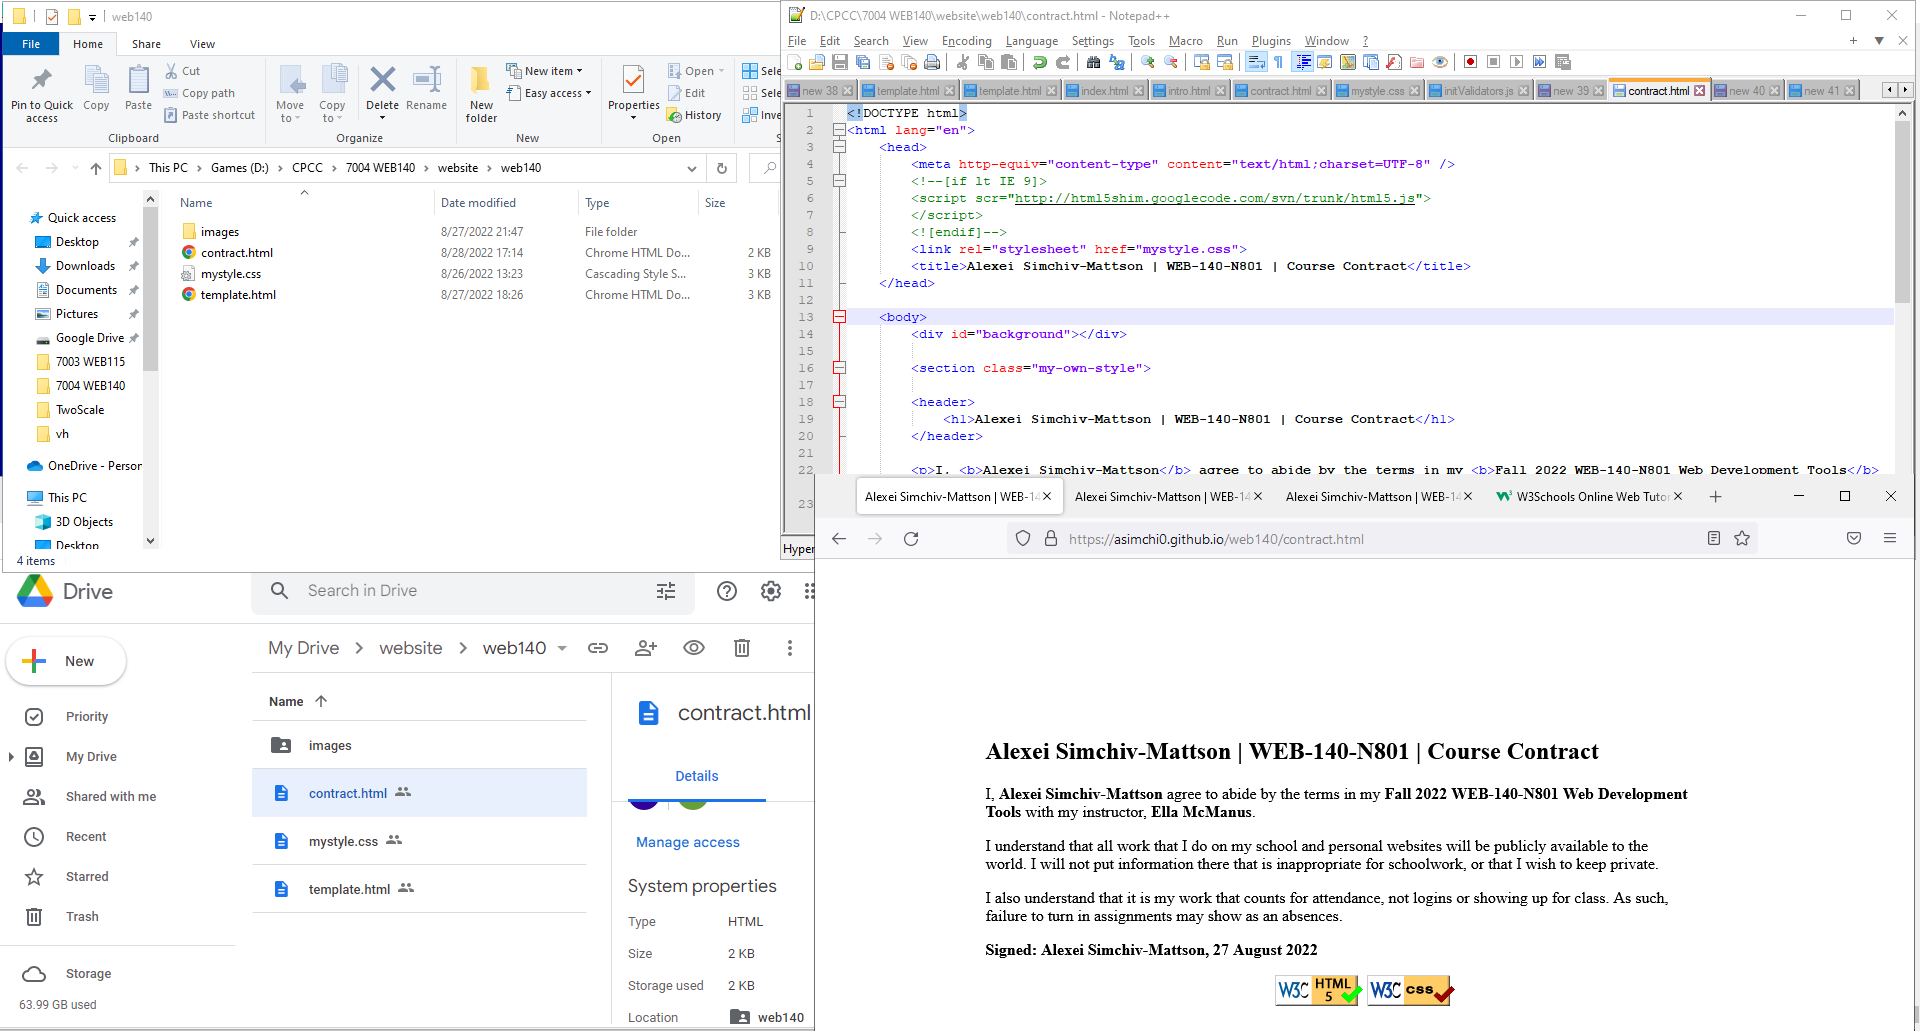 web140
File Home Share View
Pin to Quick access
Copy
Paste
Cut
Copy path
Paste shortcut
Clipboard
Move to
Copy to
Delete
Rename
Organize
New folder
New item
Easy access
New
Properties
Open
Edit
History
Open
Sele
Sele
Inve
S
This PC > Games (D:) > CPCC > 7004 WEB140 > website > web140
Name Date modified Type Size
images 8/27/2022 21:47 File folder
contract.html 8/28/2022 17:14 Chrome HTML Do... 2 KB
mystyle.css 8/26/2022 13:23 Cascading Style S... 3 KB
template.html 8/27/2022 18:26 Chrome HTML Do... 3 KB
Quick access
Desktop
Downloads
Documents
Pictures
Google Drive
7003 WEB115
7004 WEB140
TwoScale
vh
OneDrive - Person
This PC
3D Objects
Desktop
4 items
D:\CPCC\7004 WEB140\website\web140\contract.html - Notepad++
File Edit Search View Encoding Language Settings Tools Macro Run Plugins Window ?
new 38 template.html template.html index.html intro.html contract.html mystyle.css initValidators.js new 39 contract.html new 40 new 41
1 <!DOCTYPE html>
2 <html lang="en">
3 <head>
4 <meta http-equiv="content-type" content="text/html;charset=UTF-8" />
5 <!--[if lt IE 9]>
6 <script scr="http://html5shim.googlecode.com/svn/trunk/html5.js">
7 </script>
8 <![endif]-->
9 <link rel="stylesheet" href="mystyle.css">
10 <title>Alexei Simchiv-Mattson | WEB-140-N801 | Course Contract</title>
11 </head>
12
13 <body>
14 <div id="background"></div>
15
16 <section class="my-own-style">
17
18 <header>
19 <h1>Alexei Simchiv-Mattson | WEB-140-N801 | Course Contract</h1>
20 </header>
21
22 <p>I, <b>Alexei Simchiv-Mattson</b> agree to abide by the terms in my <b>Fall 2022 WEB-140-N801 Web Development Tools</b>
23
Hyper
Alexei Simchiv-Mattson | WEB-14 Alexei Simchiv-Mattson | WEB-14 Alexei Simchiv-Mattson | WEB-14 W3Schools Online Web Tutor
https://asimchi0.github.io/web140/contract.html
Alexei Simchiv-Mattson | WEB-140-N801 | Course Contract
I, Alexei Simchiv-Mattson agree to abide by the terms in my Fall 2022 WEB-140-N801 Web Development
Tools with my instructor, Ella McManus.
I understand that all work that I do on my school and personal websites will be publicly available to the
world. I will not put information there that is inappropriate for schoolwork, or that I wish to keep private.
I also understand that it is my work that counts for attendance, not logins or showing up for class. As such,
failure to turn in assignments may show as an absences.
Signed: Alexei Simchiv-Mattson, 27 August 2022
W3C HTML 5
W3C css
Drive
Search in Drive
New
Priority
My Drive
Shared with me
Recent
Starred
Trash
Storage
63.99 GB used
My Drive > website > web140
Name
images
contract.html
mystyle.css
template.html
contract.html
Details
Manage access
System properties
Type HTML
Size 2 KB
Storage used 2 KB
Location web140